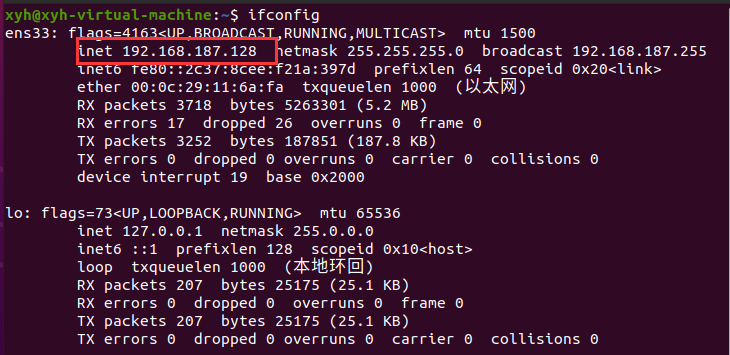 xyh@xyh-virtual-machine:~$ ifconfig
ens33: flags=4163<UP,BROADCAST,RUNNING,MULTICAST>  mtu 1500
        inet 192.168.187.128  netmask 255.255.255.0  broadcast 192.168.187.255
        inet6 fe80::2c37:8cee:f21a:397d  prefixlen 64  scopeid 0x20<link>
        ether 00:0c:29:11:6a:fa  txqueuelen 1000  (以太网)
        RX packets 3718  bytes 5263301 (5.2 MB)
        RX errors 17  dropped 26  overruns 0  frame 0
        TX packets 3252  bytes 187851 (187.8 KB)
        TX errors 0  dropped 0 overruns 0  carrier 0  collisions 0
        device interrupt 19  base 0x2000
lo: flags=73<UP,LOOPBACK,RUNNING>  mtu 65536
        inet 127.0.0.1  netmask 255.0.0.0
        inet6 ::1  prefixlen 128  scopeid 0x10<host>
        loop  txqueuelen 1000  (本地环回)
        RX packets 207  bytes 25175 (25.1 KB)
        RX errors 0  dropped 0  overruns 0  frame 0
        TX packets 207  bytes 25175 (25.1 KB)
        TX errors 0  dropped 0 overruns 0  carrier 0  collisions 0